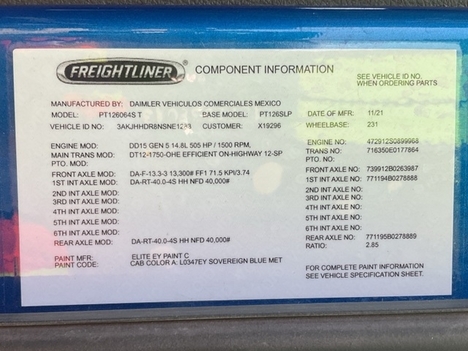 FREIGHTLINER COMPONENT INFORMATION
SEE VEHICLE ID NO.
WHEN ORDERING PARTS.
MANUFACTURED BY: DAIMLER VEHICULOS COMERCIALES MEXICO
MODEL: PT126064S T BASE MODEL: PT126SLP DATE OF MFR: 11/21
VEHICLE ID NO: CUSTOMER: X19296 WHEELBASE: 231
ENGINE MOD: DD15 GEN 5 14.8L 505 HP / 1500 RPM, ENGINE NO: 472912S0899968
MAIN TRANS MOD: DT12-1750-OHE EFFICIENT ON-HIGHWAY 12-SP TRANS NO: 716350E0177864
PTO. MOD: PTO. NO:
FRONT AXLE MOD: DA-F-13.3-3 13,300# FF1 71.5 KPI/3.74 FRONT AXLE NO: 739912B0263987
1ST INT AXLE MOD: DA-RT-40.0-4S HH NFD 40,000# 1ST INT AXLE NO: 771194B0278888
2ND INT AXLE MOD: 2ND INT AXLE NO:
3RD INT AXLE MOD: 3RD INT AXLE NO:
4TH INT AXLE MOD: 4TH INT AXLE NO:
5TH INT AXLE MOD: 5TH INT AXLE NO:
6TH INT AXLE MOD: 6TH INT AXLE NO:
REAR AXLE MOD: DA-RT-40.0-4S HH NFD 40,000# REAR AXLE NO: 771195B0278889
RATIO: 2.85
PAINT MFR: ELITE EY PAINT C
PAINT CODE: CAB COLOR A: L0347EY SOVEREIGN BLUE MET
FOR COMPLETE PAINT INFORMATION
SEE VEHICLE SPECIFICATION SHEET.